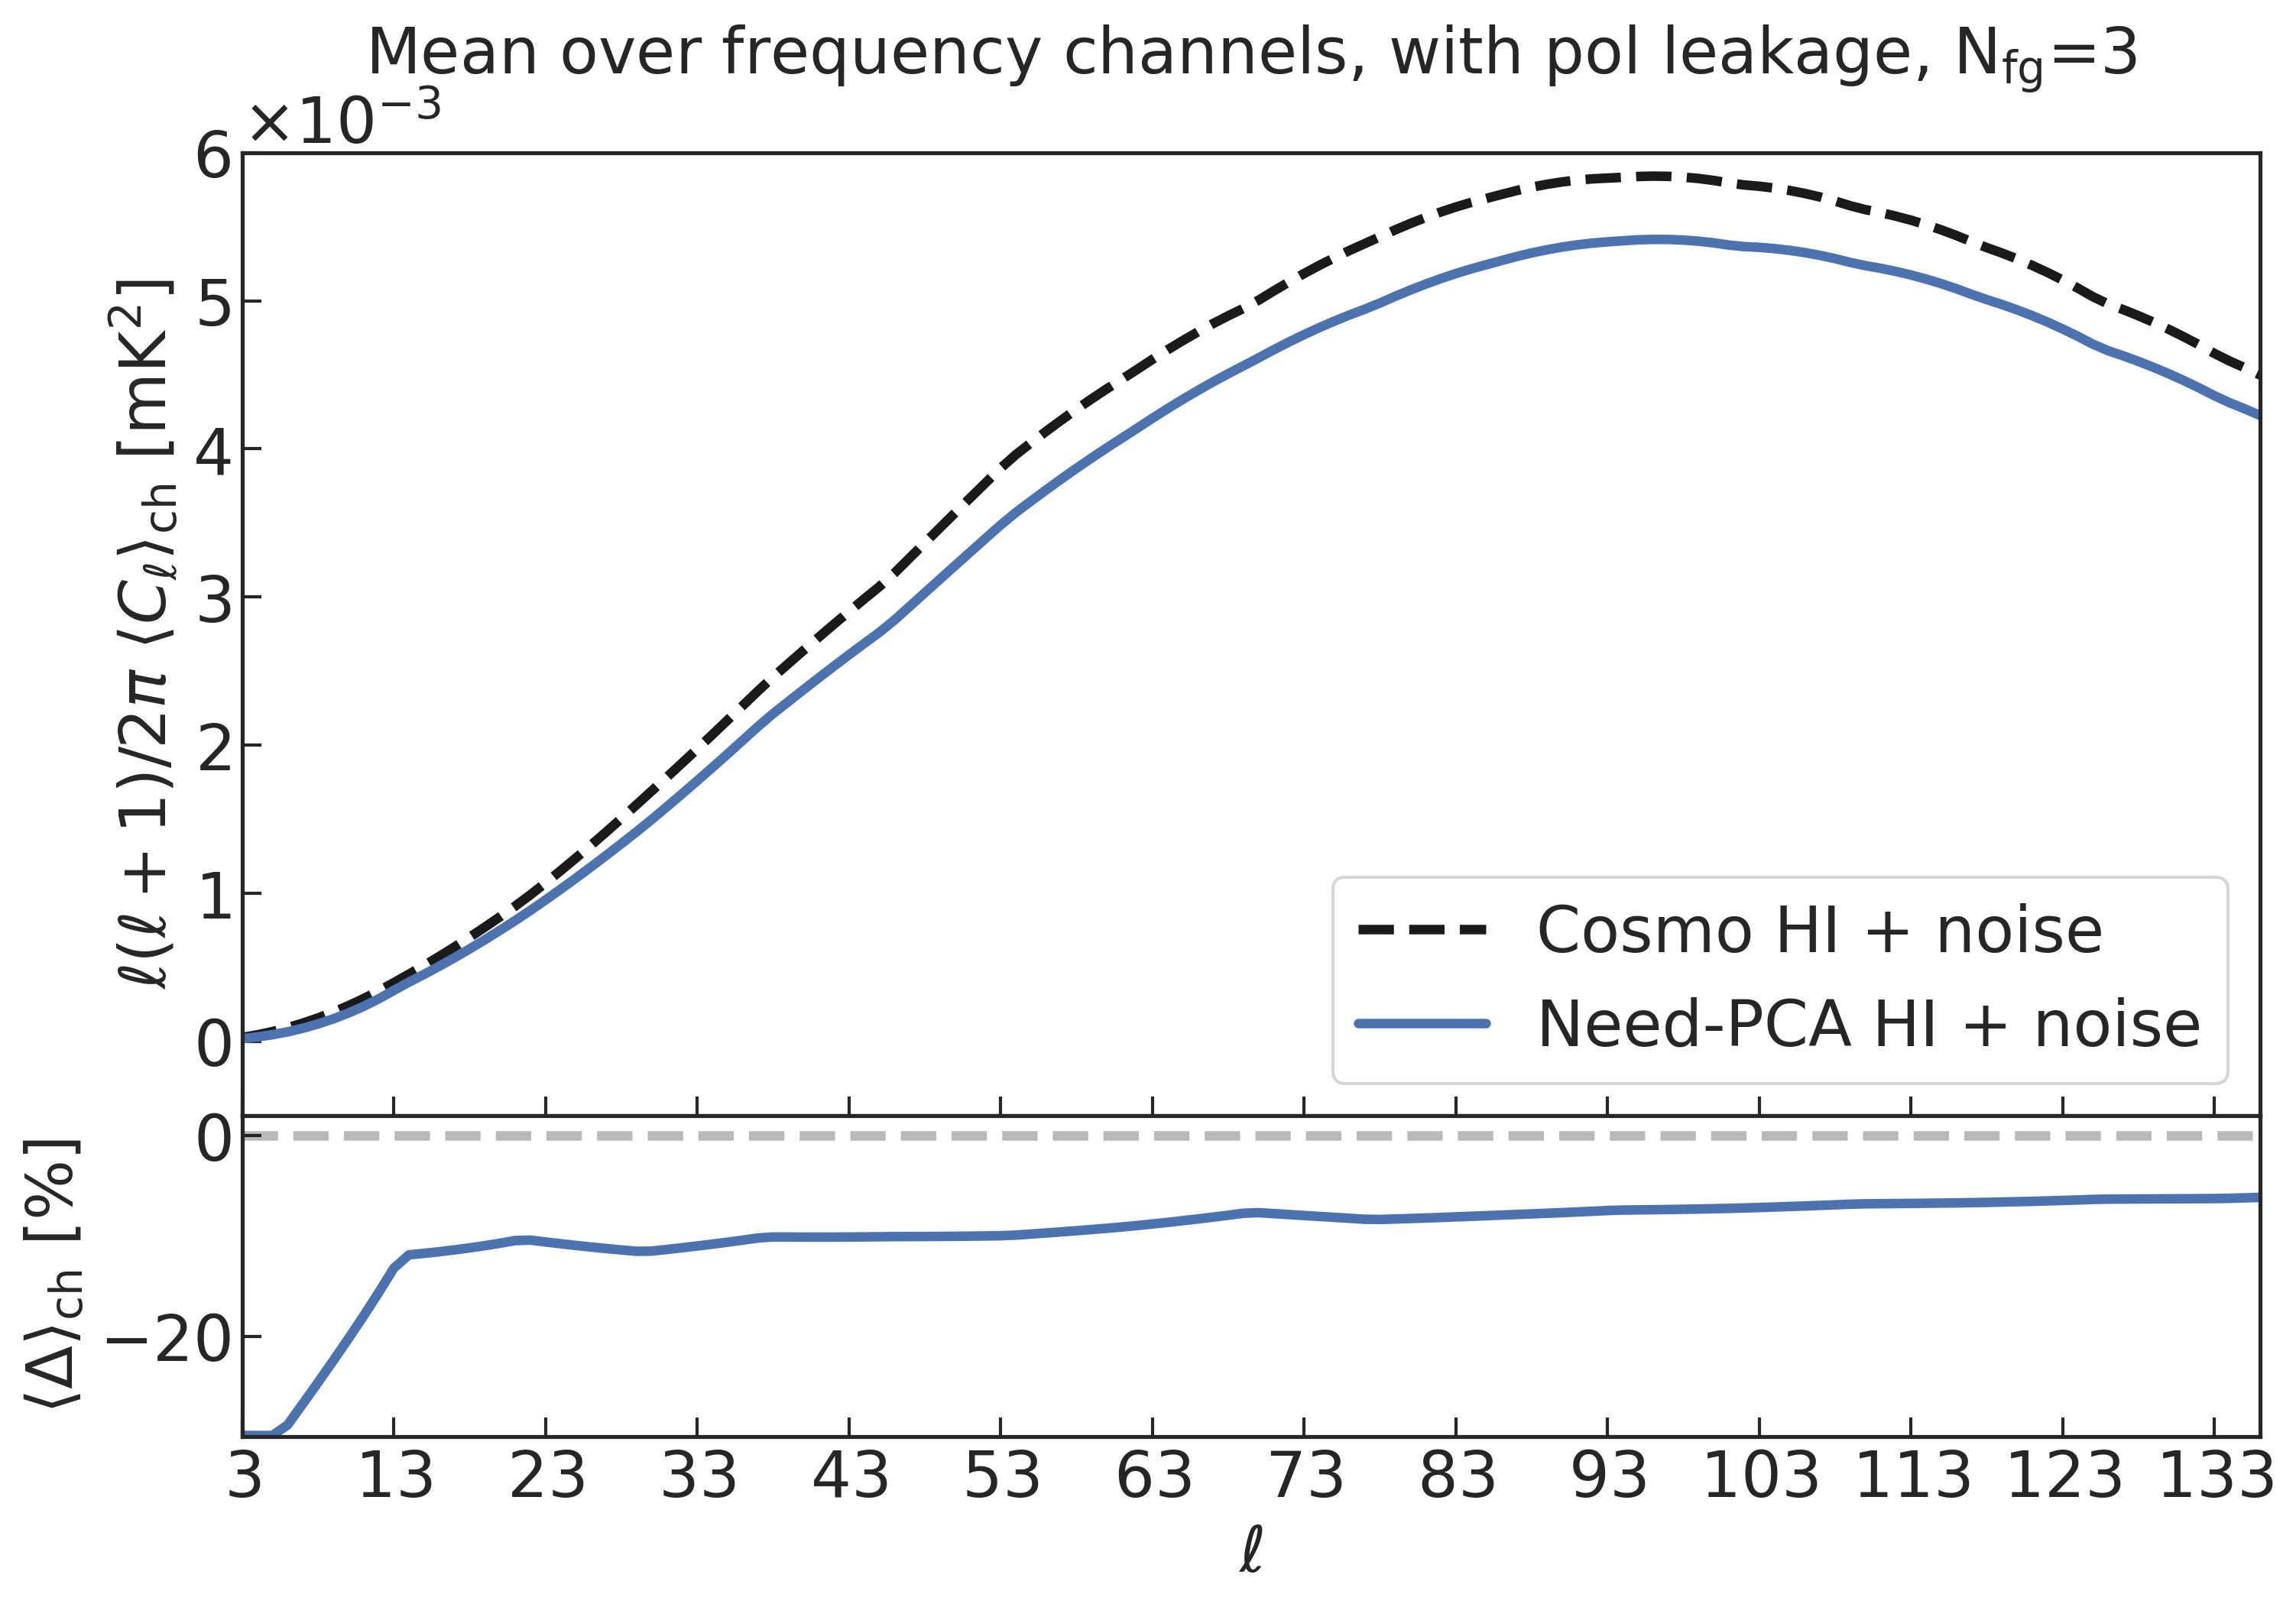 Mean over frequency channels, with pol leakage, N_fg=3
×10⁻³
6
5
4
3
2
1
0
ℓ(ℓ + 1)/2π ⟨C_ℓ⟩_ch [mK²]
Cosmo HI + noise
Need-PCA HI + noise
0
−20
⟨Δ⟩_ch [%]
3 13 23 33 43 53 63 73 83 93 103 113 123 133
ℓ